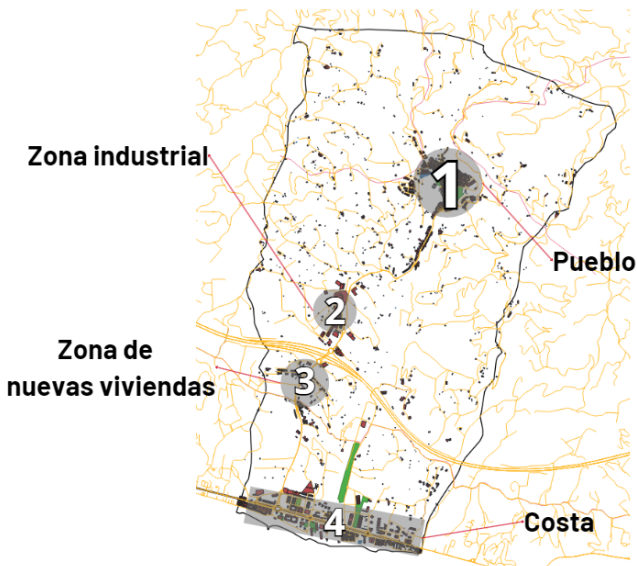 1
Zona industrial
Pueblo
2
Zona de
nuevas viviendas
3
4
Costa